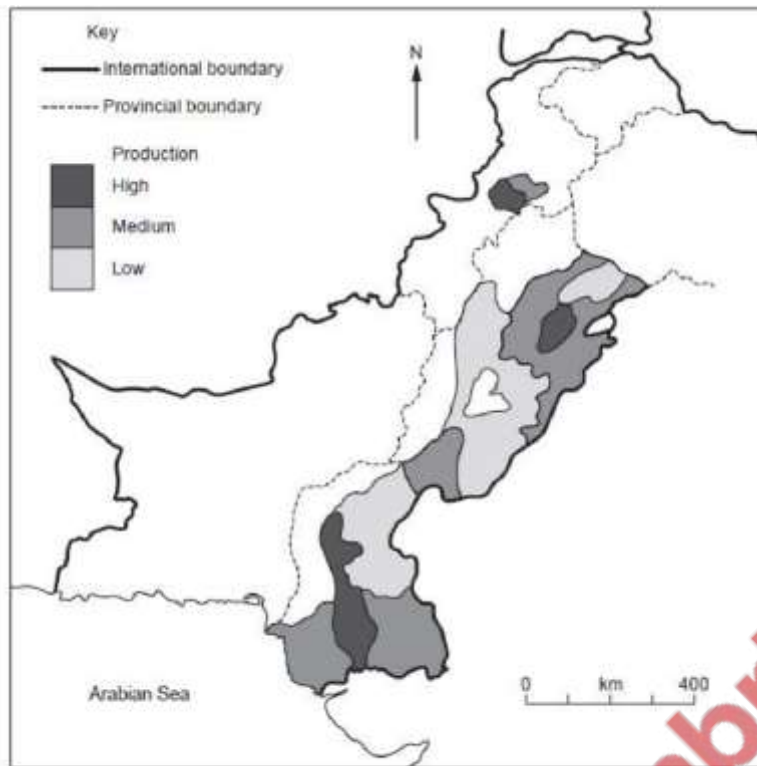 Key
International boundary
Provincial boundary
N
Production
High
Medium
Low
Arabian Sea
0 km 400